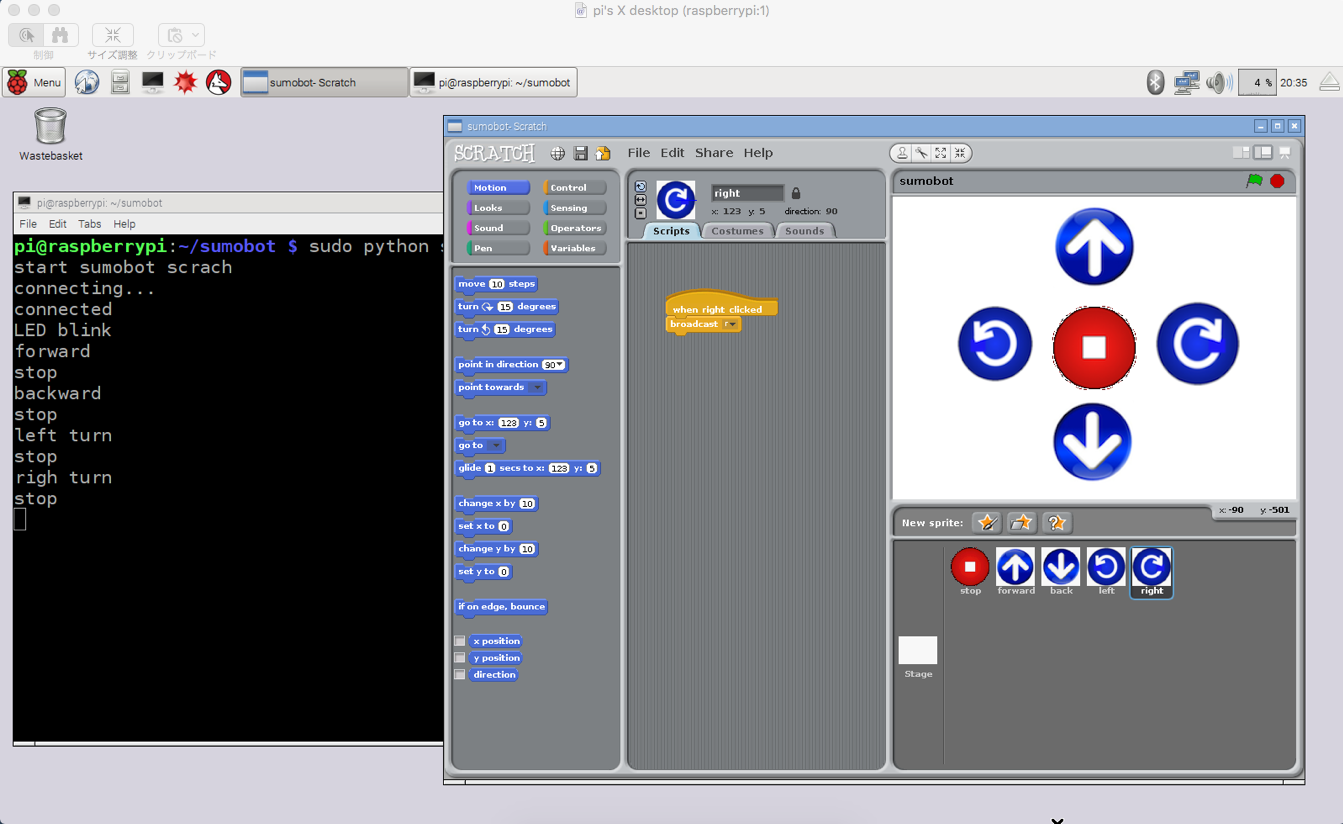 pi's X desktop (raspberrypi:1)
制御 サイズ調整 クリップボード
Menu sumobot- Scratch pi@raspberrypi: ~/sumobot 4 % 20:35
Wastebasket
pi@raspberrypi: ~/sumobot
File Edit Tabs Help
pi@raspberrypi:~/sumobot $ sudo python
start sumobot scrach
connecting...
connected
LED blink
forward
stop
backward
stop
left turn
stop
righ turn
stop
sumobot- Scratch
SCRATCH File Edit Share Help
Motion Control
Looks Sensing
Sound Operators
Pen Variables
move 10 steps
turn 15 degrees
turn 15 degrees
point in direction 90
point towards
go to x: 123 y: 5
go to
glide 1 secs to x: 123 y: 5
change x by 10
set x to 0
change y by 10
set y to 0
if on edge, bounce
x position
y position
direction
right
x: 123 y: 5 direction: 90
Scripts Costumes Sounds
when right clicked
broadcast r
sumobot
x: -90 y: -501
New sprite:
stop forward back left right
Stage